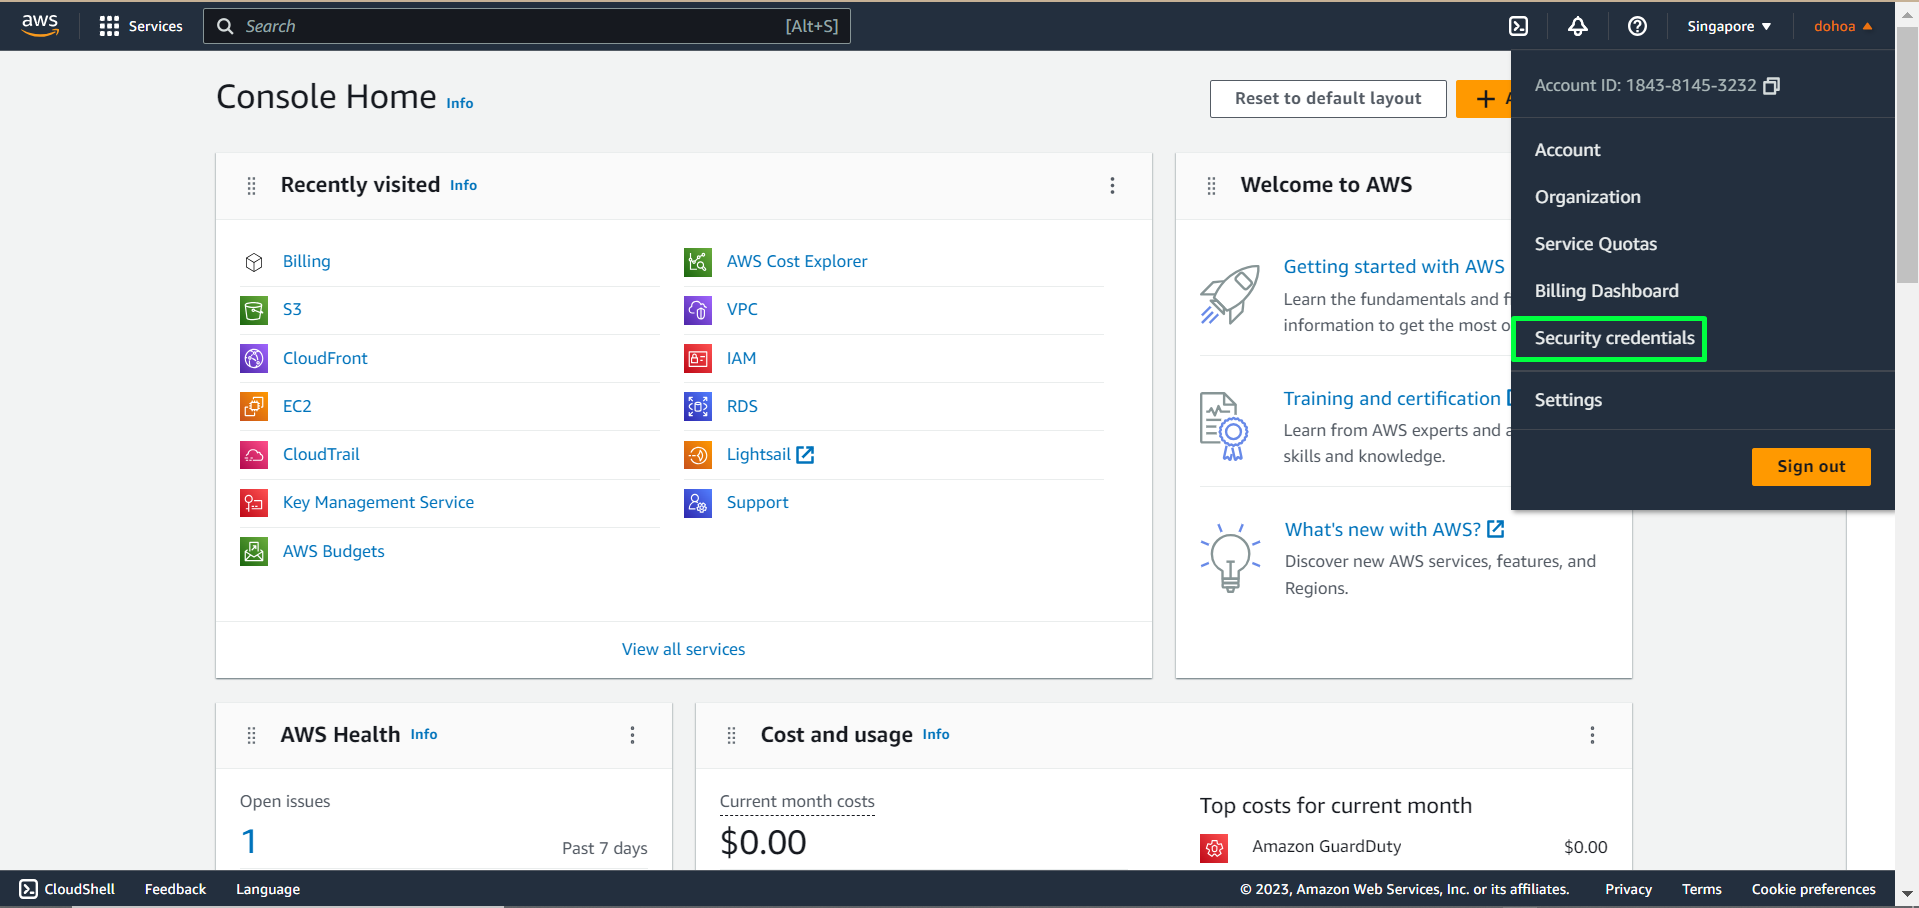 aws
Services
Search
[Alt+S]
Singapore
dohoa
Console Home
Info
Reset to default layout
Account ID: 1843-8145-3232
Account
Organization
Service Quotas
Billing Dashboard
Security credentials
Settings
Sign out
Recently visited
Info
Billing
S3
CloudFront
EC2
CloudTrail
Key Management Service
AWS Budgets
AWS Cost Explorer
VPC
IAM
RDS
Lightsail
Support
View all services
Welcome to AWS
Getting started with AWS
Learn the fundamentals and
information to get the most
Training and certification
Learn from AWS experts and
skills and knowledge.
What's new with AWS?
Discover new AWS services, features, and
Regions.
AWS Health
Info
Open issues
1
Past 7 days
Cost and usage
Info
Current month costs
$0.00
Top costs for current month
Amazon GuardDuty
$0.00
CloudShell
Feedback
Language
© 2023, Amazon Web Services, Inc. or its affiliates.
Privacy
Terms
Cookie preferences